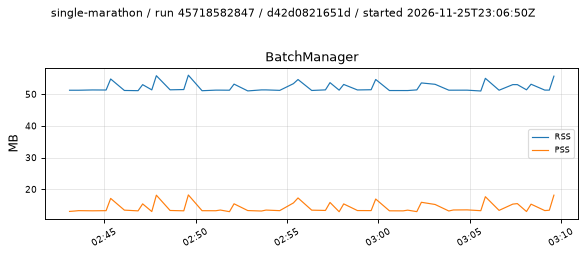 single-marathon / run 45718582847 / d42d0821651d / started 2026-11-25T23:06:50Z
BatchManager
MB
50
40
30
20
RSS
PSS
02:45
02:50
02:55
03:00
03:05
03:10